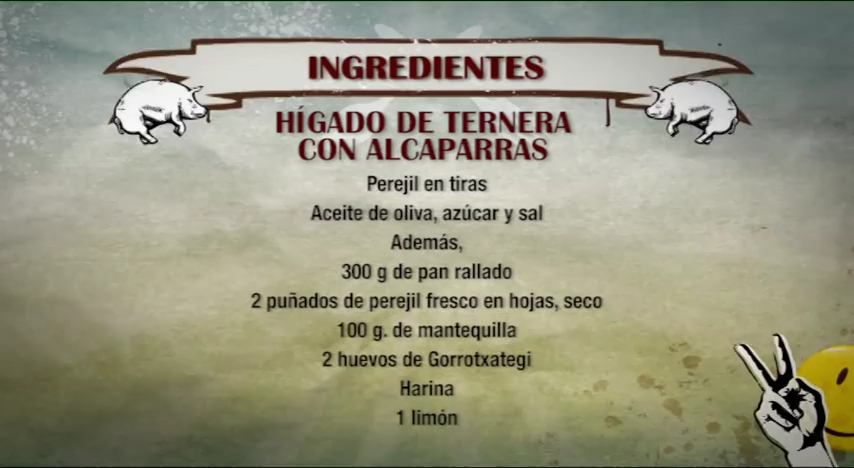 INGREDIENTES
HÍGADO DE TERNERA
CON ALCAPARRAS
Perejil en tiras
Aceite de oliva, azúcar y sal
Además,
300 g de pan rallado
2 puñados de perejil fresco en hojas, seco
100 g. de mantequilla
2 huevos de Gorrotxategi
Harina
1 limón